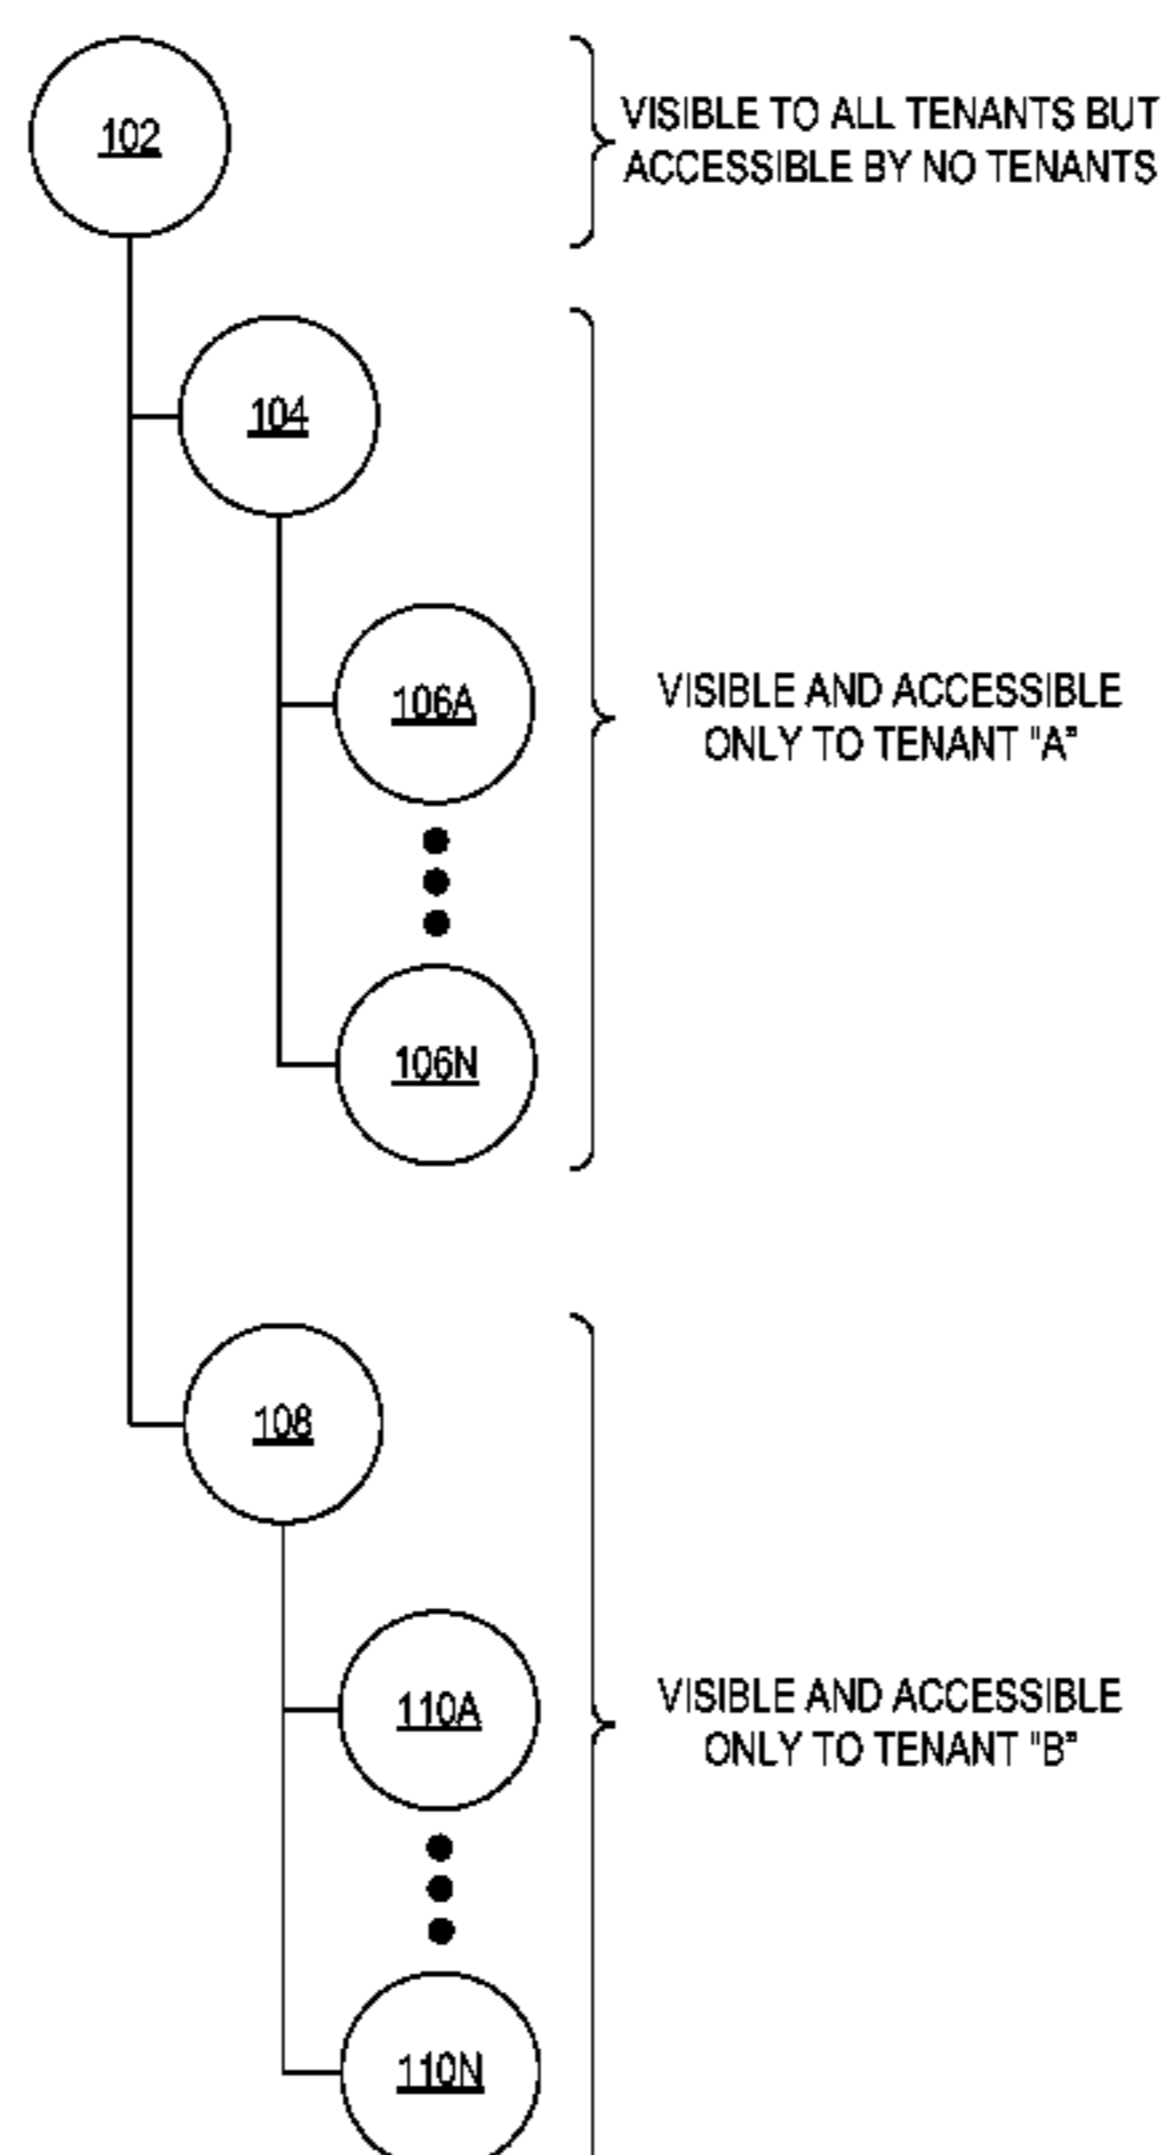 102
VISIBLE TO ALL TENANTS BUT
ACCESSIBLE BY NO TENANTS
104
106A
VISIBLE AND ACCESSIBLE
ONLY TO TENANT "A"
106N
108
110A
VISIBLE AND ACCESSIBLE
ONLY TO TENANT "B"
110N